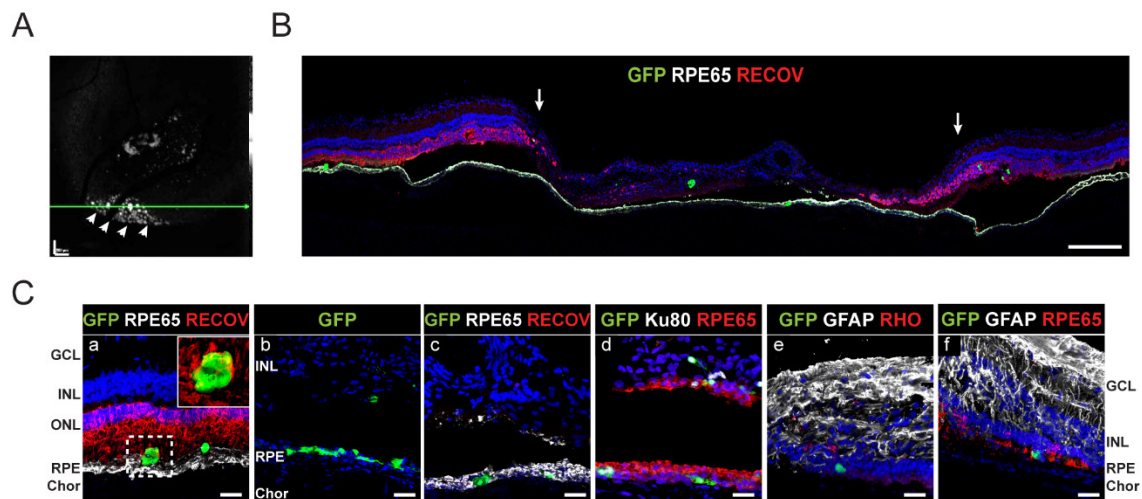 A
B
GFP RPE65 RECOV
C
GFP RPE65 RECOV
GFP
GFP RPE65 RECOV
GFP Ku80 RPE65
GFP GFAP RHO
GFP GFAP RPE65
a
b
c
d
e
f
GCL
INL
ONL
RPE
Chor
INL
RPE
Chor
GCL
INL
RPE
Chor